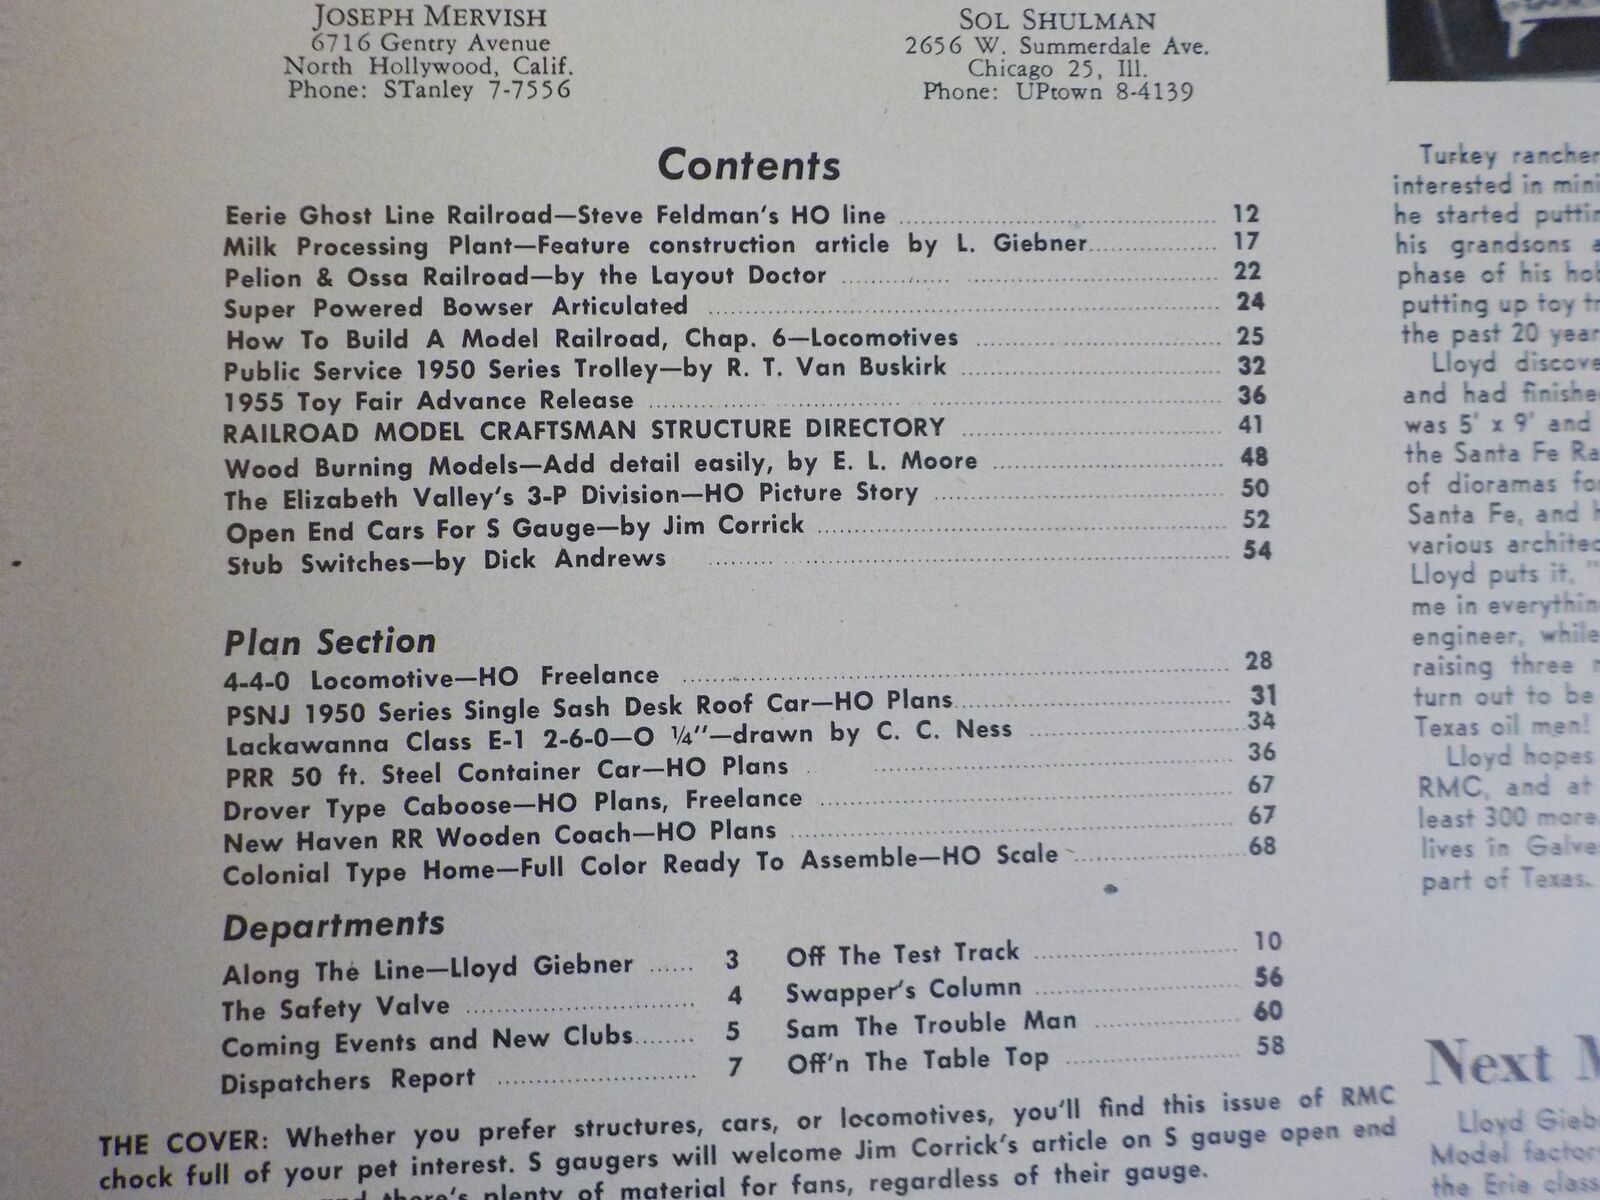 JOSEPH MERVISH
6716 Gentry Avenue
North Hollywood, Calif.
Phone: STanley 7-7556
SOL SHULMAN
2656 W. Summerdale Ave.
Chicago 25, Ill.
Phone: UPtown 8-4139
Contents
Eerie Ghost Line Railroad—Steve Feldman's HO line 12
Milk Processing Plant—Feature construction article by L. Giebner 17
Pelion & Ossa Railroad—by the Layout Doctor 22
Super Powered Bowser Articulated 24
How To Build A Model Railroad, Chap. 6—Locomotives 25
Public Service 1950 Series Trolley—by R. T. Van Buskirk 32
1955 Toy Fair Advance Release 36
RAILROAD MODEL CRAFTSMAN STRUCTURE DIRECTORY 41
Wood Burning Models—Add detail easily, by E. L. Moore 48
The Elizabeth Valley's 3-P Division—HO Picture Story 50
Open End Cars For S Gauge—by Jim Corrick 52
Stub Switches—by Dick Andrews 54
Plan Section
4-4-0 Locomotive—HO Freelance 28
PSNJ 1950 Series Single Sash Desk Roof Car—HO Plans 31
Lackawanna Class E-1 2-6-0—O ¼"—drawn by C. C. Ness 34
PRR 50 ft. Steel Container Car—HO Plans 36
Drover Type Caboose—HO Plans, Freelance 67
New Haven RR Wooden Coach—HO Plans 67
Colonial Type Home—Full Color Ready To Assemble—HO Scale 68
Departments
Along The Line—Lloyd Giebner 3
The Safety Valve 4
Coming Events and New Clubs 5
Dispatchers Report 7
Off The Test Track 10
Swapper's Column 56
Sam The Trouble Man 60
Off'n The Table Top 58
THE COVER: Whether you prefer structures, cars, or locomotives, you'll find this issue of RMC
chock full of your pet interest. S gaugers will welcome Jim Corrick's article on S gauge open end
there's plenty of material for fans, regardless of their gauge.
Turkey rancher
interested in
he started
his grandsons
phase of his
putting up toy
the past 20
Lloyd
and had
was 5' x 9' and
the Santa Fe
of dioramas
Santa Fe, and
various
Lloyd puts it, "
me in
engineer, while
raising three
turn out to be
Texas oil men!
Lloyd hopes
RMC, and at
least 300 more
lives in
part of Texas.
Next
Lloyd
Model
the Erie